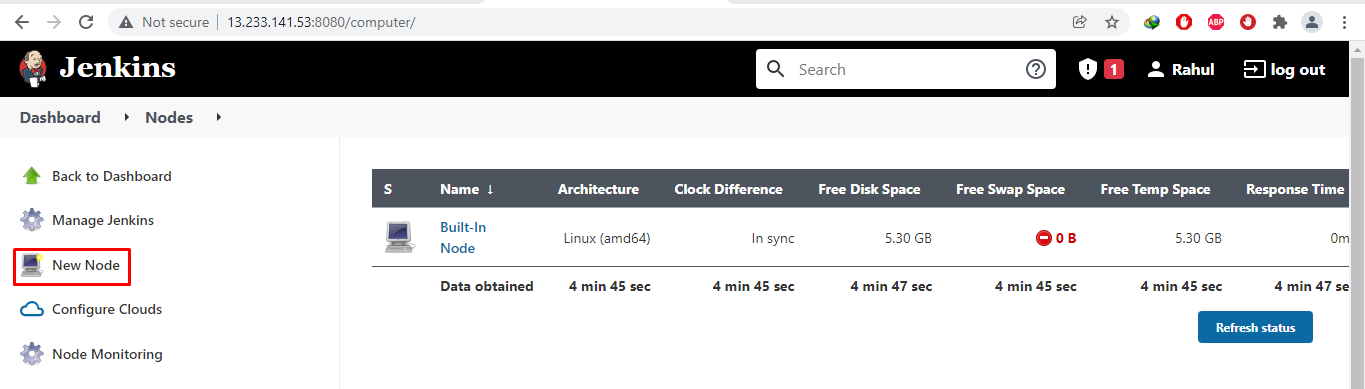 Not secure | 13.233.141.53:8080/computer/
ABP
Jenkins
Search
1
Rahul
log out
Dashboard
Nodes
Back to Dashboard
Manage Jenkins
New Node
Configure Clouds
Node Monitoring
S Name ↓ Architecture Clock Difference Free Disk Space Free Swap Space Free Temp Space Response Time
Built-In
Node
Linux (amd64) In sync 5.30 GB 0 B 5.30 GB 0m
Data obtained 4 min 45 sec 4 min 45 sec 4 min 47 sec 4 min 45 sec 4 min 45 sec 4 min 47 se
Refresh status